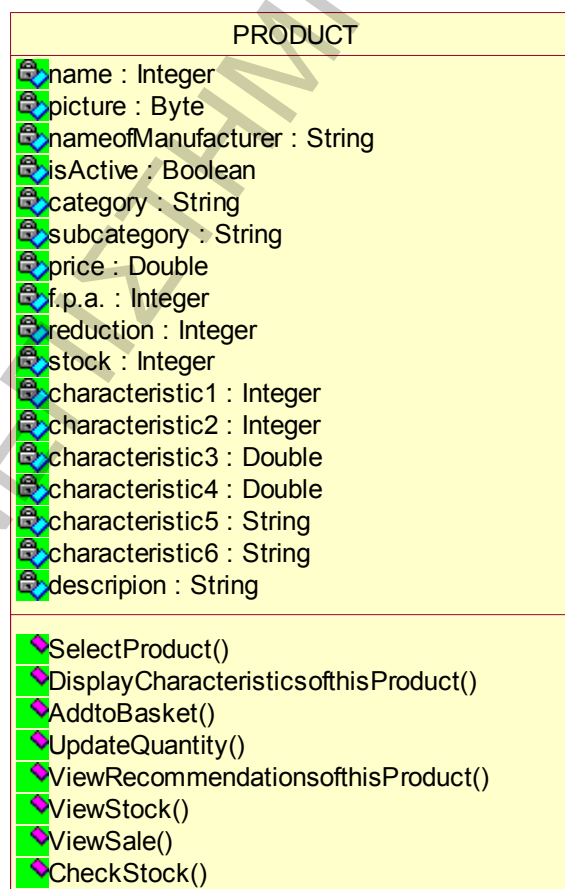 PRODUCT
name : Integer
picture : Byte
nameofManufacturer : String
isActive : Boolean
category : String
subcategory : String
price : Double
f.p.a. : Integer
reduction : Integer
stock : Integer
characteristic1 : Integer
characteristic2 : Integer
characteristic3 : Double
characteristic4 : Double
characteristic5 : String
characteristic6 : String
descripion : String
SelectProduct()
DisplayCharacteristicsofthisProduct()
AddtoBasket()
UpdateQuantity()
ViewRecommendationsofthisProduct()
ViewStock()
ViewSale()
CheckStock()